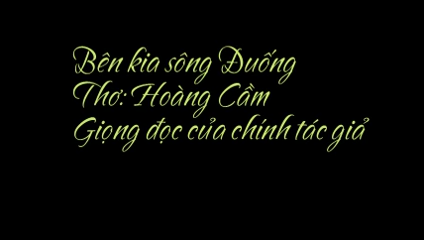 Bên kia sông Đuống
Thơ: Hoàng Cầm
Giọng đọc của chính tác giả